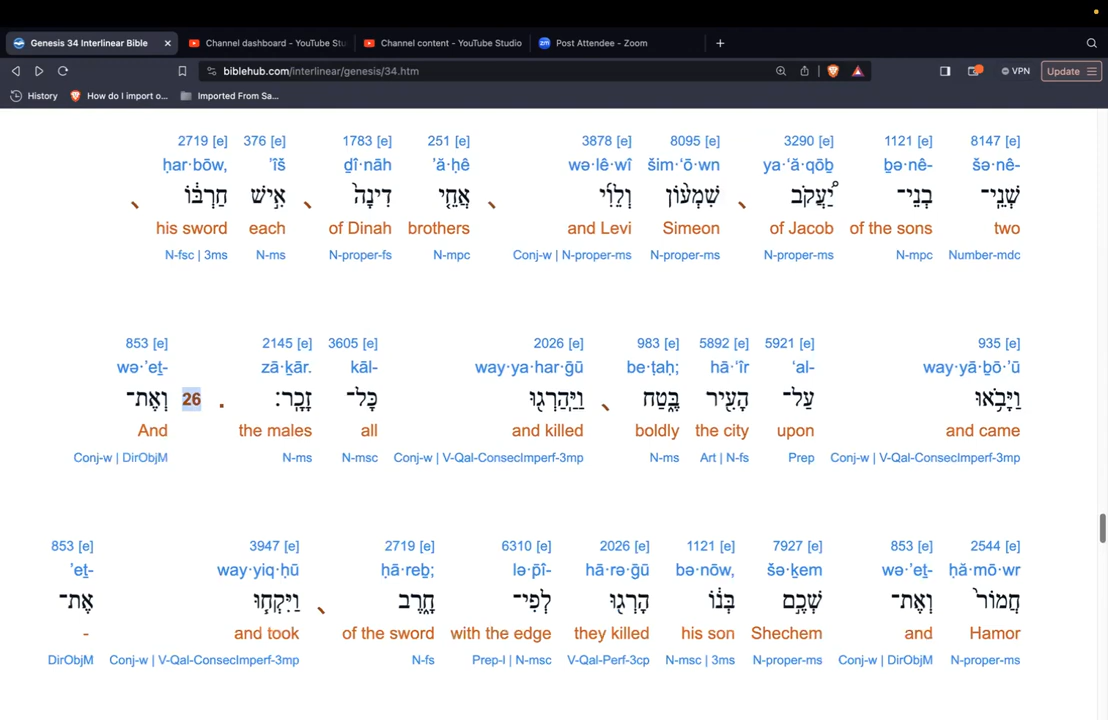 Genesis 34 Interlinear Bible
Channel dashboard - YouTube Stu
Channel content - YouTube Studio
Post Attendee - Zoom
biblehub.com/interlinear/genesis/34.htm
VPN
Update
History
How do I import o...
Imported From Sa...
2719 [e] 376 [e] 1783 [e] 251 [e] 3878 [e] 8095 [e] 3290 [e] 1121 [e] 8147 [e]
ḥar·bōw, ’îš ḏî·nāh ’ă·ḥê wə·lê·wî šim·‘ō·wn ya·‘ă·qōḇ ḇə·nê- šə·nê-
שְׁנֵֽי־ בְנֵי־ יַ֠עֲקֹב 、 שִׁמְע֨וֹן וְלֵוִ֜י 、 אֲחֵ֤י דִינָה֙ 、 אִ֣ישׁ חַרְבּ֔וֹ 、
his sword each of Dinah brothers and Levi Simeon of Jacob of the sons two
N-fsc | 3ms N-ms N-proper-fs N-mpc Conj-w | N-proper-ms N-proper-ms N-proper-ms N-mpc Number-mdc
853 [e] 2145 [e] 3605 [e] 2026 [e] 983 [e] 5892 [e] 5921 [e] 935 [e]
wə·’eṯ- zā·ḵār. kāl- way·ya·har·ḡū be·ṭaḥ; hā·‘îr ‘al- way·yā·ḇō·’ū
וַיָּבֹ֥אוּ עַל־ הָעִ֖יר בֶּ֑טַח 、 וַיַּֽהַרְג֖וּ כָּל־ זָכָֽר׃ . 26 וְאֶת־
And the males all and killed boldly the city upon and came
Conj-w | DirObjM N-ms N-msc Conj-w | V-Qal-ConsecImperf-3mp N-ms Art | N-fs Prep Conj-w | V-Qal-ConsecImperf-3mp
853 [e] 3947 [e] 2719 [e] 6310 [e] 2026 [e] 1121 [e] 7927 [e] 853 [e] 2544 [e]
’eṯ- way·yiq·ḥū ḥā·reḇ; lə·p̄î- hā·rə·ḡū bə·nōw, šə·ḵem wə·’eṯ- ḥă·mō·wr
חֲמוֹר֙ וְאֶת־ שְׁכֶ֣ם בְּנ֔וֹ הָרְג֖וּ לְפִי־ חָ֑רֶב 、 וַיִּקְח֧וּ אֶת־
- and took of the sword with the edge they killed his son Shechem and Hamor
DirObjM Conj-w | V-Qal-ConsecImperf-3mp N-fs Prep-l | N-msc V-Qal-Perf-3cp N-msc | 3ms N-proper-ms Conj-w | DirObjM N-proper-ms